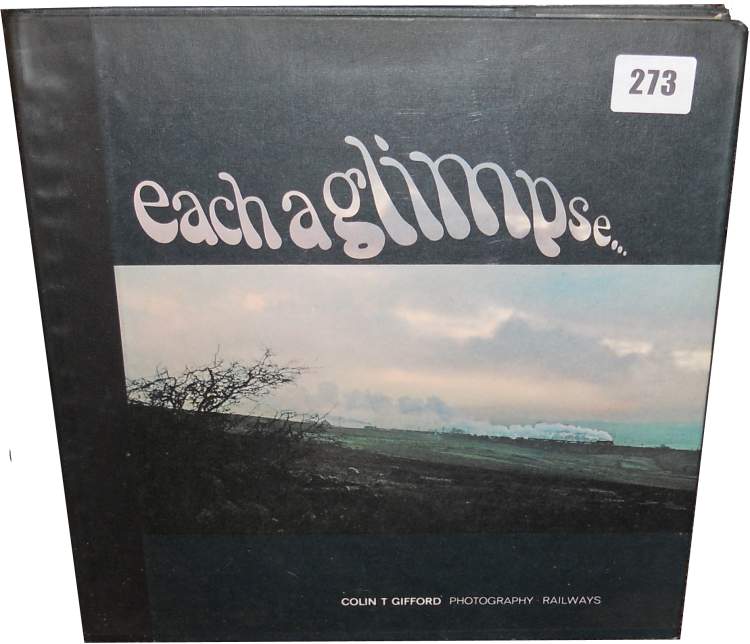 273
each a glimpse...
COLIN T GIFFORD PHOTOGRAPHY · RAILWAYS